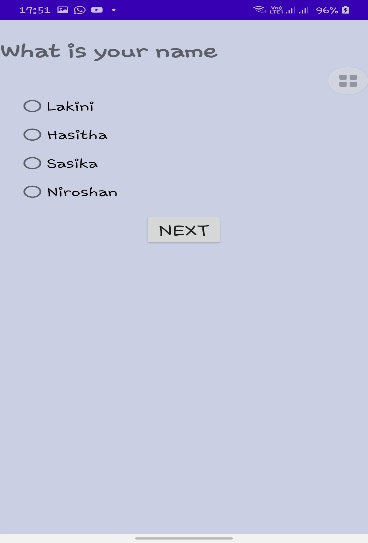 17:51 96%
What is your name
Lakini
Hasitha
Sasika
Niroshan
NEXT